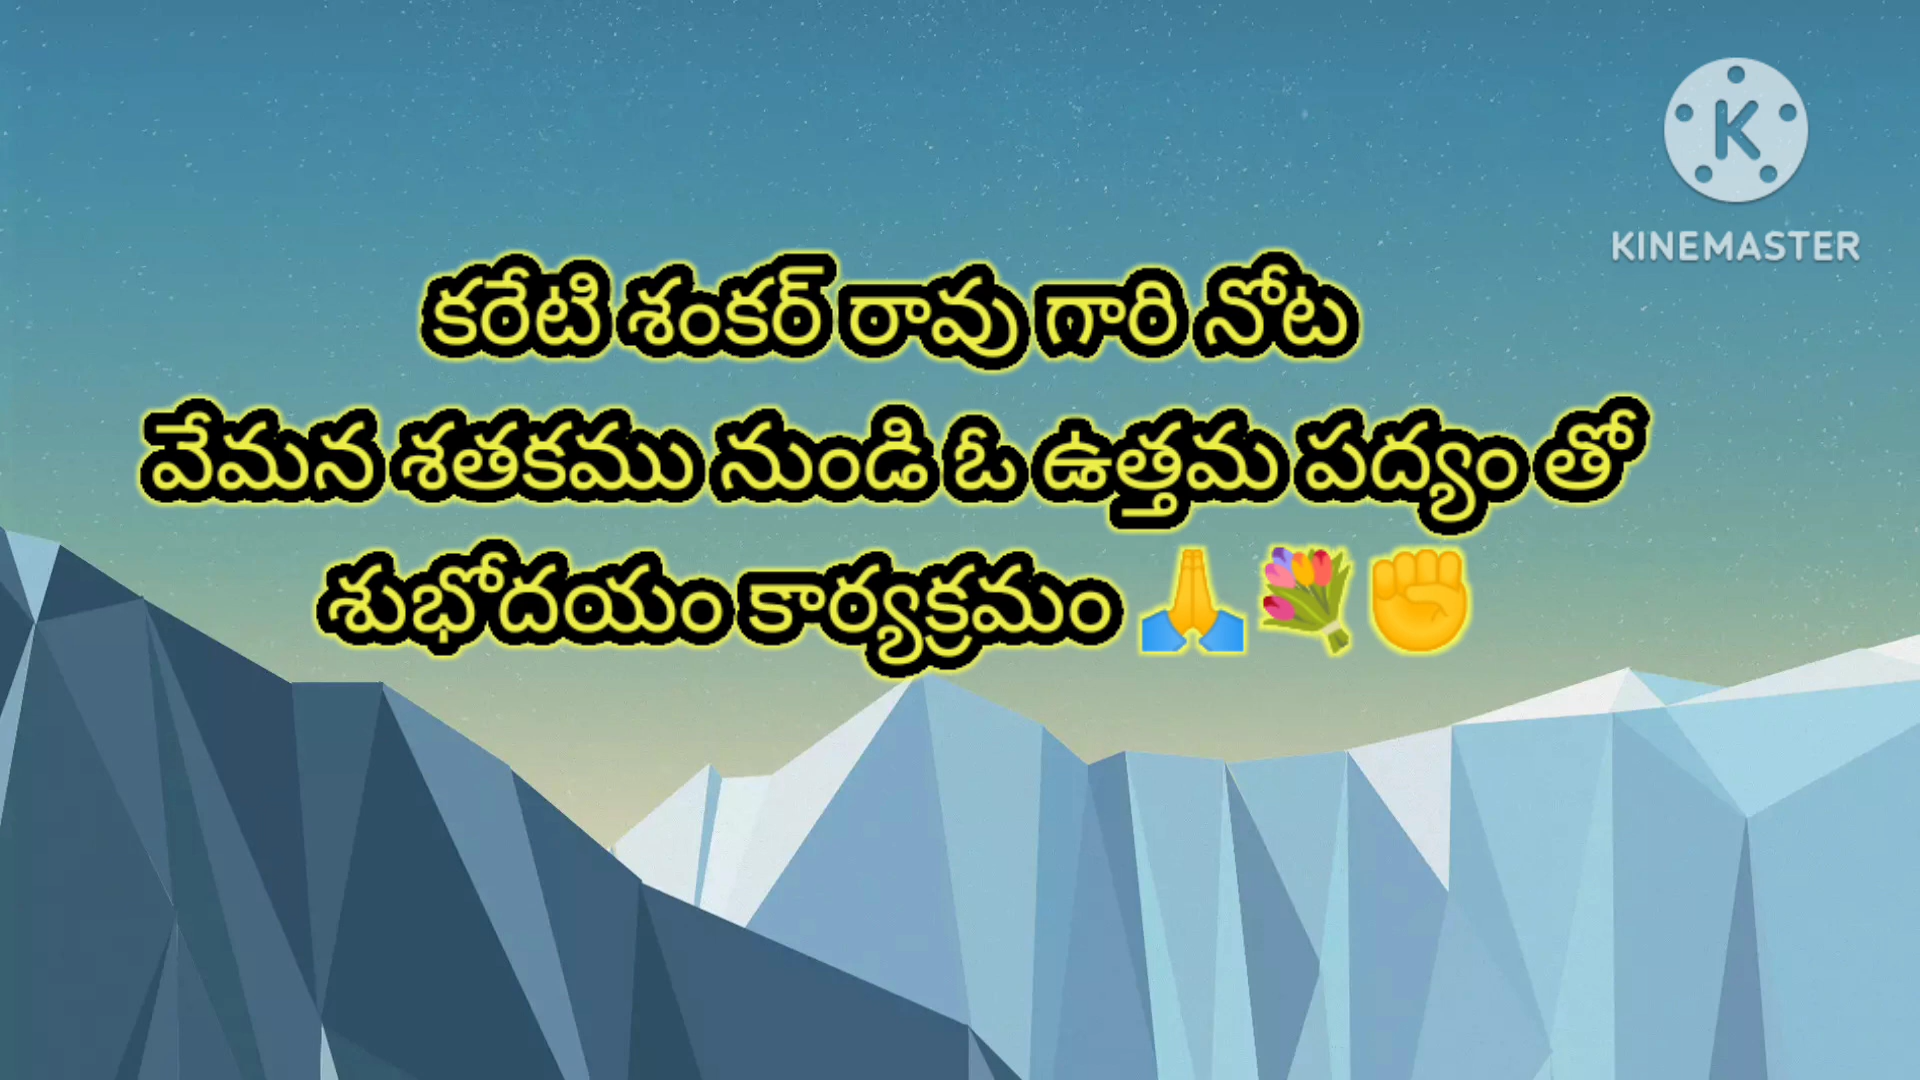 KINEMASTER
కరేటి శంకర్ రావు గారి నోట
వేమన శతకము నుండి ఓ ఉత్తమ పద్యం తో
శుభోదయం కార్యక్రమం 🙏💐✊